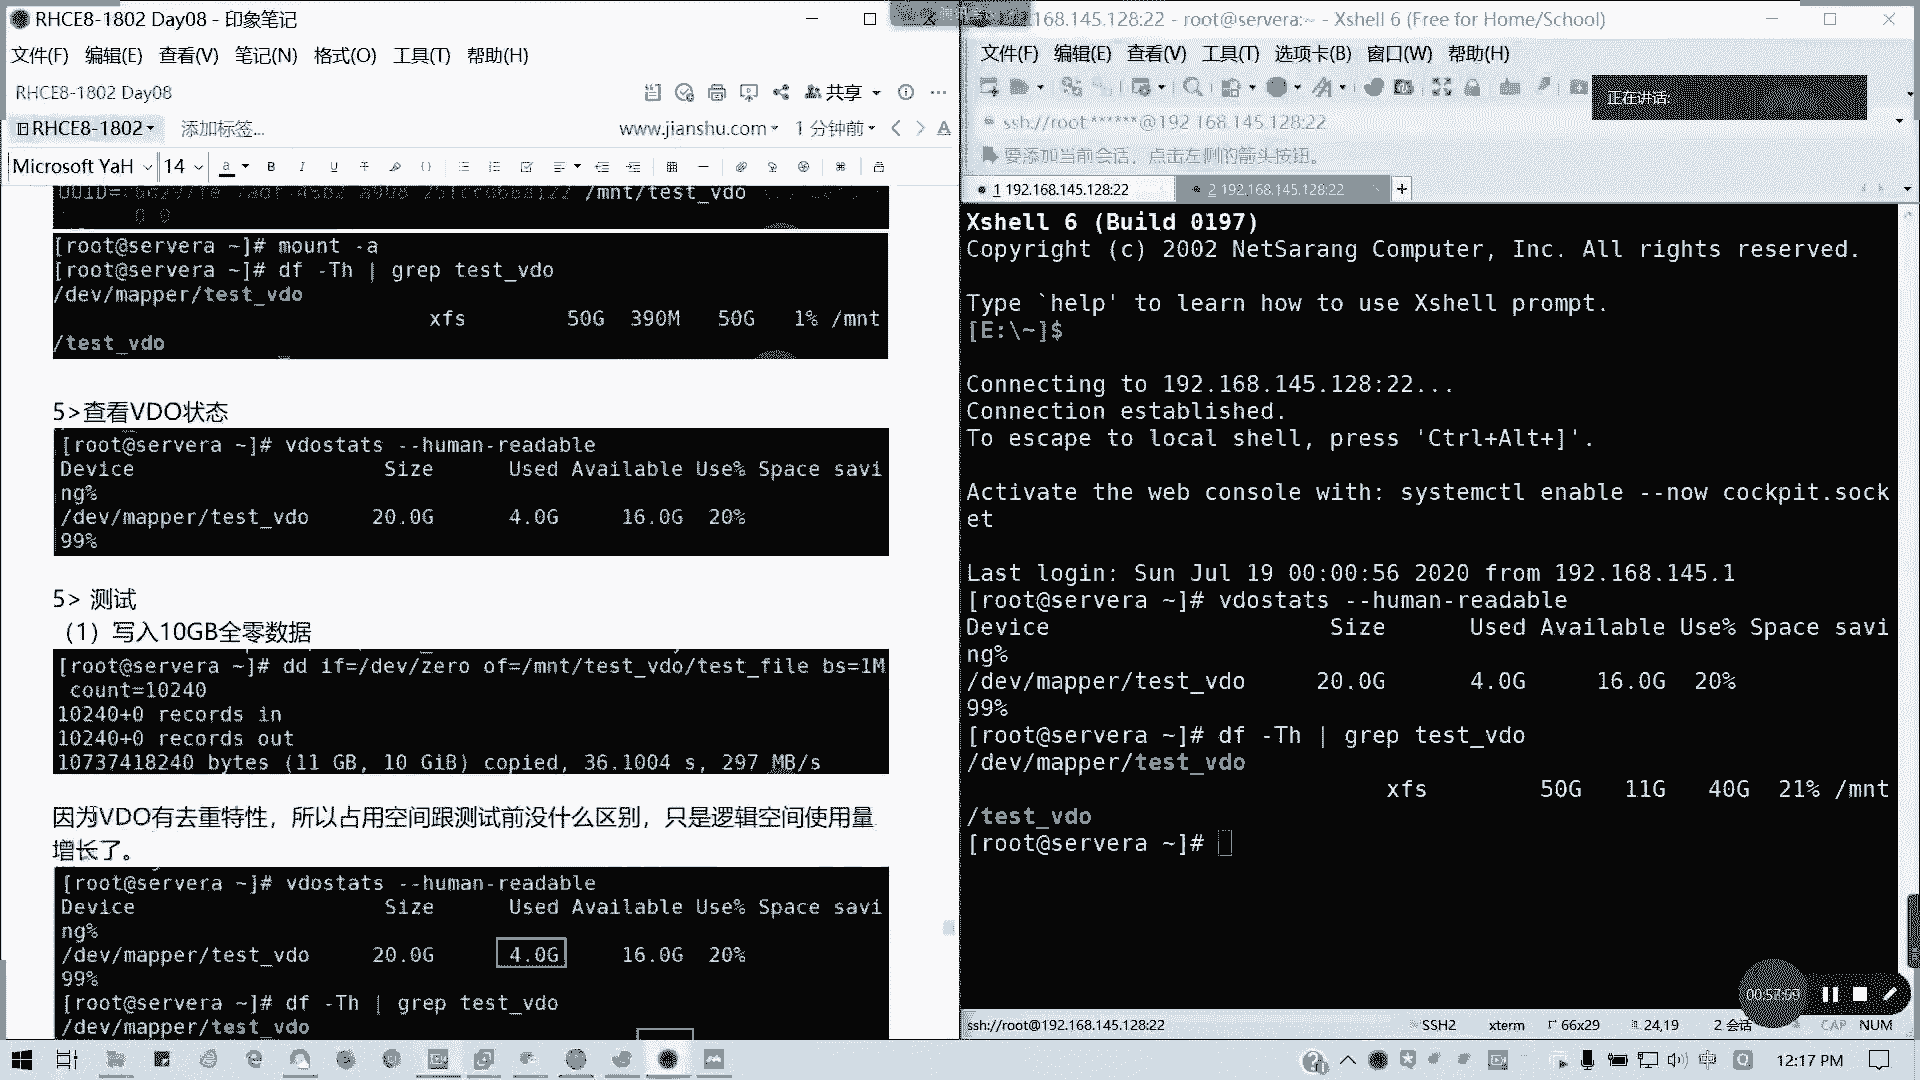 RHCE8-1802 Day08 - 印象笔记
文件(F) 编辑(E) 查看(V) 笔记(N) 格式(O) 工具(T) 帮助(H)
RHCE8-1802 Day08
共享
RHCE8-1802
添加标签...
www.jianshu.com
1 分钟前
Microsoft YaH
14
/mnt/test_vdo
0 0
[root@servera ~]# mount -a
[root@servera ~]# df -Th | grep test_vdo
/dev/mapper/test_vdo
xfs 50G 390M 50G 1% /mnt
/test_vdo
5>查看VDO状态
[root@servera ~]# vdostats --human-readable
Device Size Used Available Use% Space savi
ng%
/dev/mapper/test_vdo 20.0G 4.0G 16.0G 20%
99%
5> 测试
（1）写入10GB全零数据
[root@servera ~]# dd if=/dev/zero of=/mnt/test_vdo/test_file bs=1M
count=10240
10240+0 records in
10240+0 records out
10737418240 bytes (11 GB, 10 GiB) copied, 36.1004 s, 297 MB/s
因为VDO有去重特性，所以占用空间跟测试前没什么区别，只是逻辑空间使用量
增长了。
[root@servera ~]# vdostats --human-readable
Device Size Used Available Use% Space savi
ng%
/dev/mapper/test_vdo 20.0G 4.0G 16.0G 20%
99%
[root@servera ~]# df -Th | grep test_vdo
/dev/mapper/test_vdo
168.145.128:22 - root@servera:~ - Xshell 6 (Free for Home/School)
文件(F) 编辑(E) 查看(V) 工具(T) 选项卡(B) 窗口(W) 帮助(H)
正在讲话:
ssh://root:******@192.168.145.128:22
要添加当前会话，点击左侧的箭头按钮。
1 192.168.145.128:22
2 192.168.145.128:22
Xshell 6 (Build 0197)
Copyright (c) 2002 NetSarang Computer, Inc. All rights reserved.
Type `help' to learn how to use Xshell prompt.
[E:\~]$
Connecting to 192.168.145.128:22...
Connection established.
To escape to local shell, press 'Ctrl+Alt+]'.
Activate the web console with: systemctl enable --now cockpit.sock
et
Last login: Sun Jul 19 00:00:56 2020 from 192.168.145.1
[root@servera ~]# vdostats --human-readable
Device Size Used Available Use% Space savi
ng%
/dev/mapper/test_vdo 20.0G 4.0G 16.0G 20%
99%
[root@servera ~]# df -Th | grep test_vdo
/dev/mapper/test_vdo
xfs 50G 11G 40G 21% /mnt
/test_vdo
[root@servera ~]#
ssh://root@192.168.145.128:22 SSH2 xterm 66x29 24,19 2 会话 CAP NUM
中
12:17 PM